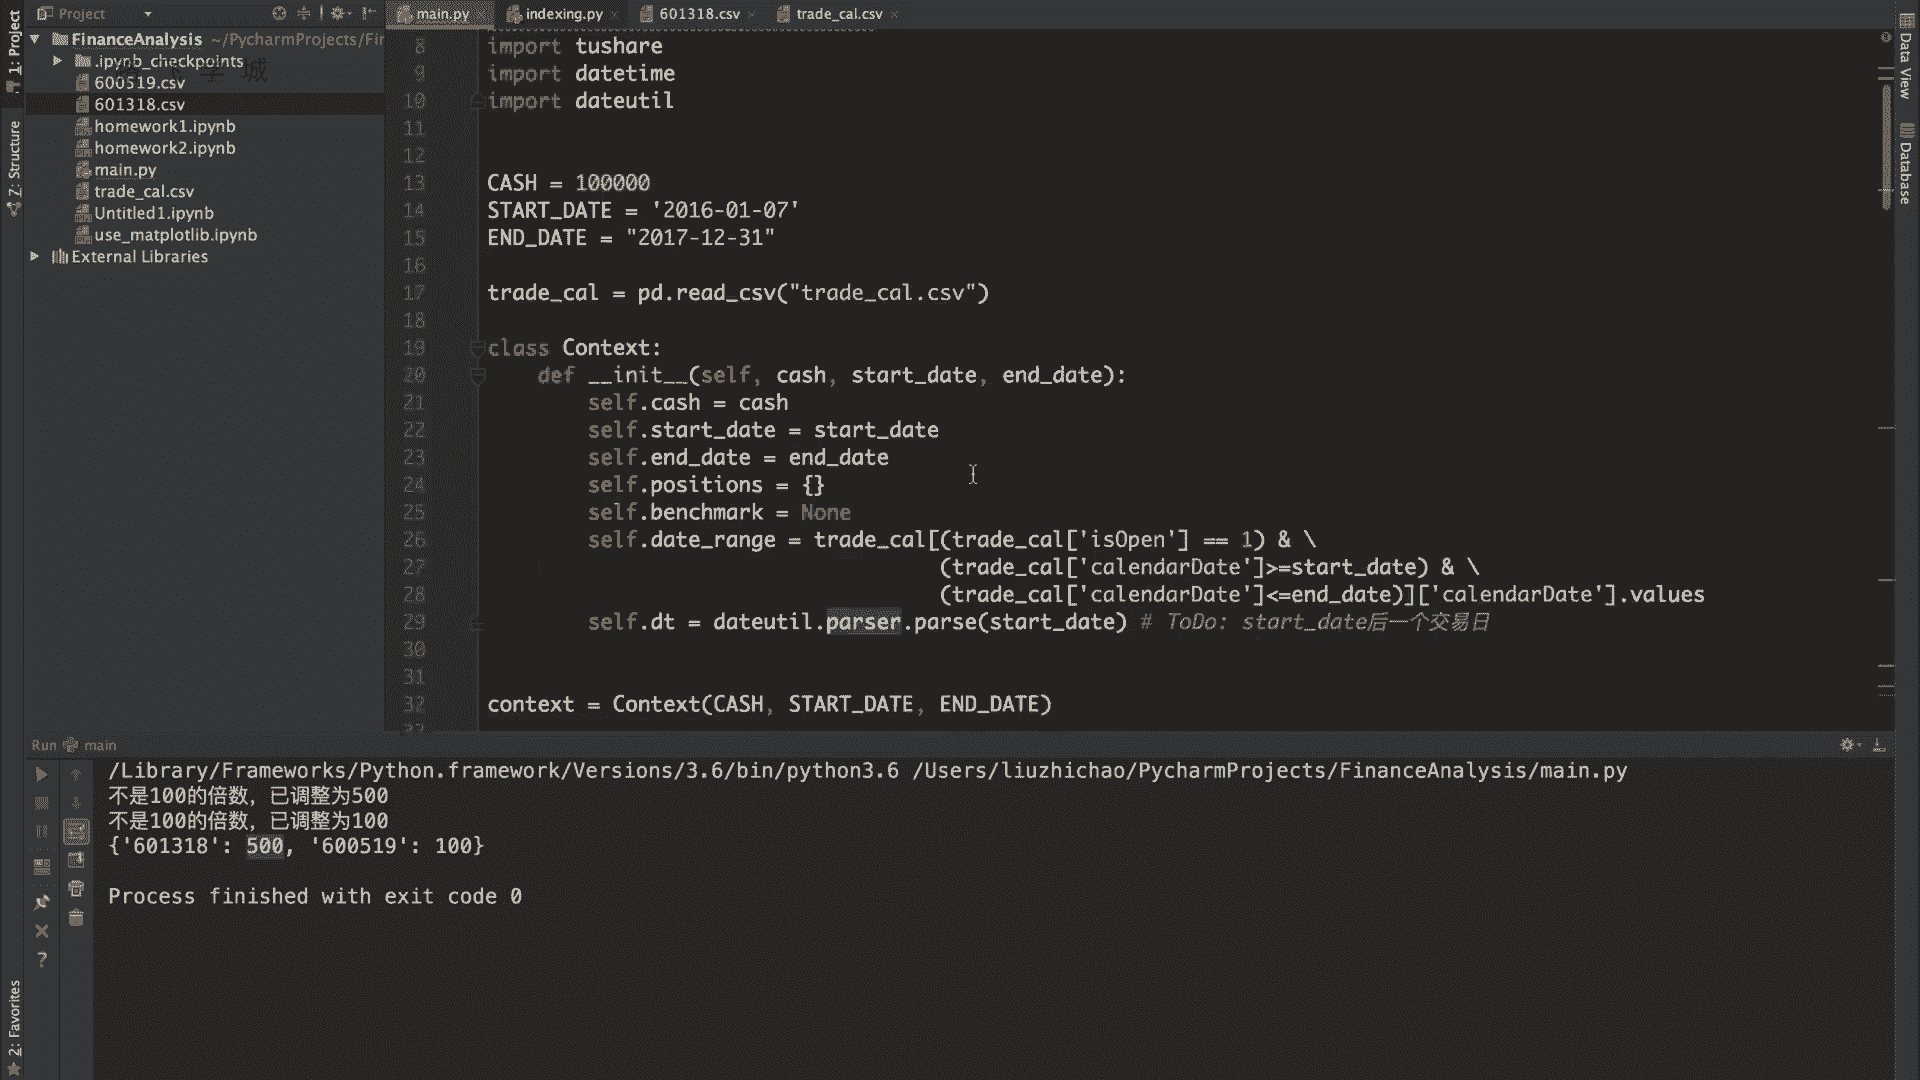 Project
main.py
indexing.py
601318.csv
trade_cal.csv
1: Project
FinanceAnalysis ~/PycharmProjects/Fir
.ipynb_checkpoints
学城
600519.csv
601318.csv
homework1.ipynb
homework2.ipynb
main.py
trade_cal.csv
Untitled1.ipynb
use_matplotlib.ipynb
External Libraries
Z: Structure
2: Favorites
8 import tushare
9 import datetime
10 import dateutil
11
12
13 CASH = 100000
14 START_DATE = '2016-01-07'
15 END_DATE = "2017-12-31"
16
17 trade_cal = pd.read_csv("trade_cal.csv")
18
19 class Context:
20 def __init__(self, cash, start_date, end_date):
21 self.cash = cash
22 self.start_date = start_date
23 self.end_date = end_date
24 self.positions = {}
25 self.benchmark = None
26 self.date_range = trade_cal[(trade_cal['isOpen'] == 1) & \
27 (trade_cal['calendarDate']>=start_date) & \
28 (trade_cal['calendarDate']<=end_date)]['calendarDate'].values
29 self.dt = dateutil.parser.parse(start_date) # ToDo: start_date后一个交易日
30
31
32 context = Context(CASH, START_DATE, END_DATE)
Data View
Database
Run main
/Library/Frameworks/Python.framework/Versions/3.6/bin/python3.6 /Users/liuzhichao/PycharmProjects/FinanceAnalysis/main.py
不是100的倍数，已调整为500
不是100的倍数，已调整为100
{'601318': 500, '600519': 100}
Process finished with exit code 0